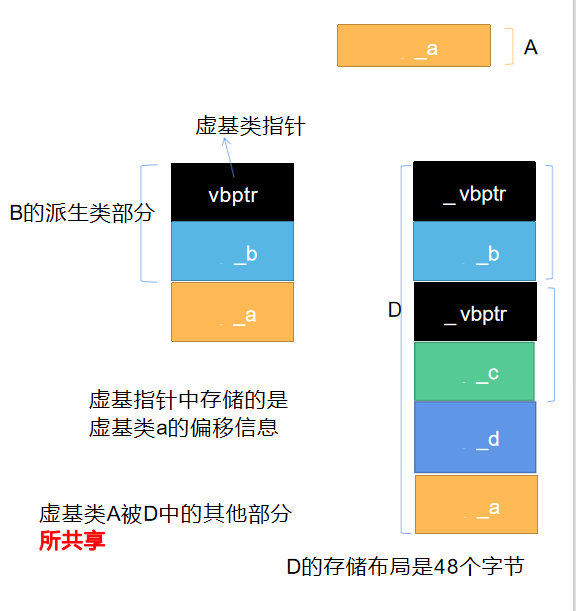 _a
A
虚基类指针
vbptr
B的派生类部分
_b
_a
虚基指针中存储的是
虚基类a的偏移信息
虚基类A被D中的其他部分
所共享
_vbptr
_b
_vbptr
D
_c
_d
_a
D的存储布局是48个字节